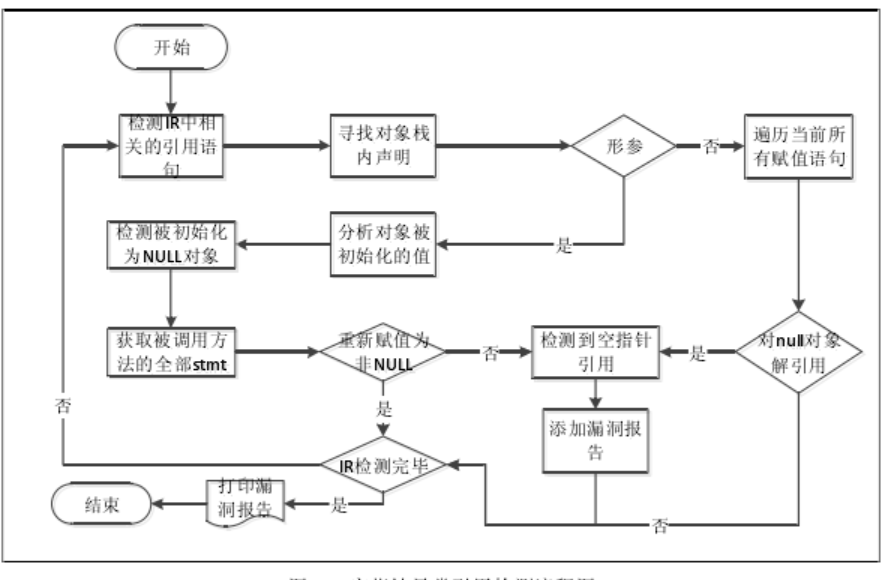 开始
检测IR中相
关的引用语
句
寻找对象栈
内声明
形参
否
遍历当前所
有赋值语句
检测被初始化
为NULL对象
分析对象被
初始化的值
是
获取被调用方
法的全部stmt
重新赋值为
非NULL
否
检测到空指针
引用
是
对null对象
解引用
否
是
添加漏洞报
告
IR检测完毕
结束
打印漏
洞报告
是
否